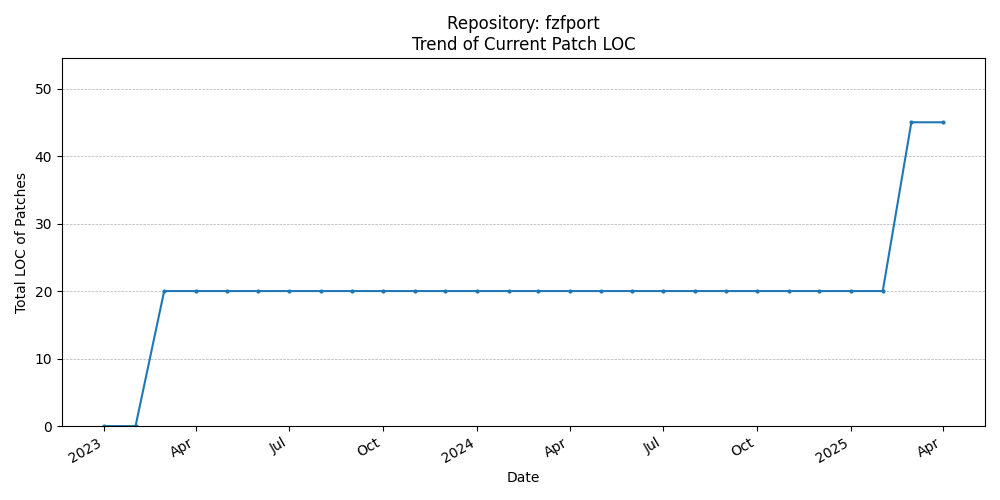 Repository: fzfport
Trend of Current Patch LOC
Total LOC of Patches
50
40
30
20
10
0
2023
Apr
Jul
Oct
2024
Apr
Jul
Oct
2025
Apr
Date